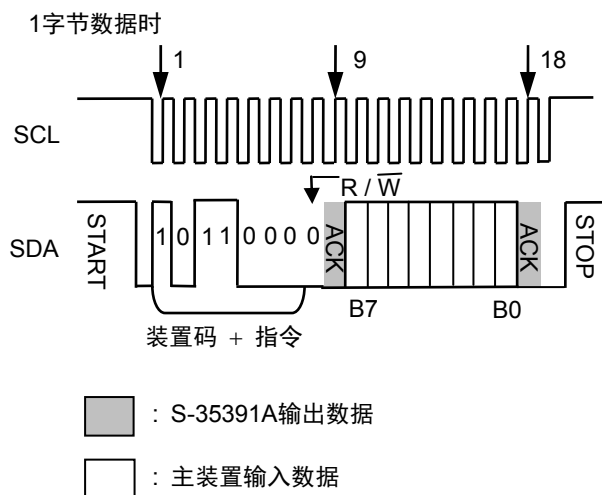 1字节数据时
1 9 18
SCL
R / W
SDA START 1 0 1 1 0 0 0 0 ACK ACK STOP
B7 B0
装置码 + 指令
: S-35391A输出数据
: 主装置输入数据